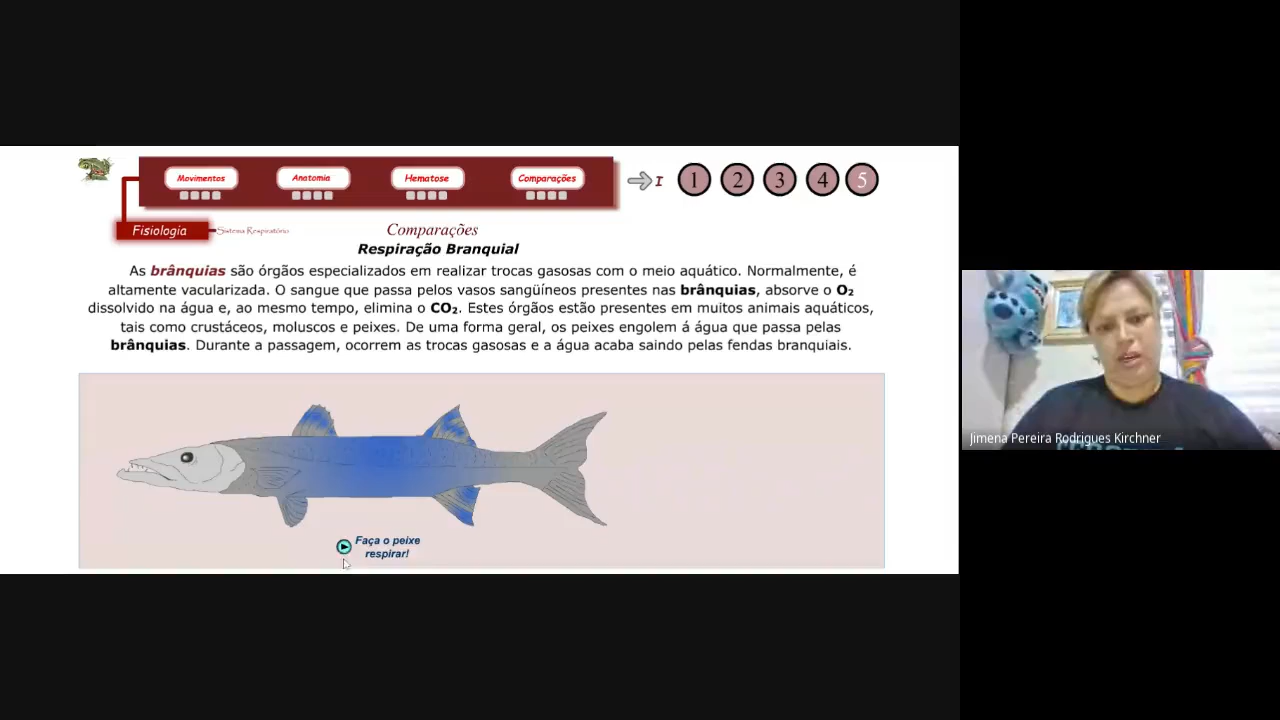 Movimentos Anatomia Hematose Comparações I 1 2 3 4 5
Fisiologia Sistema Respiratório Comparações
Respiração Branquial
As brânquias são órgãos especializados em realizar trocas gasosas com o meio aquático. Normalmente, é
altamente vacularizada. O sangue que passa pelos vasos sangüíneos presentes nas brânquias, absorve o O₂
dissolvido na água e, ao mesmo tempo, elimina o CO₂. Estes órgãos estão presentes em muitos animais aquáticos,
tais como crustáceos, moluscos e peixes. De uma forma geral, os peixes engolem á água que passa pelas
brânquias. Durante a passagem, ocorrem as trocas gasosas e a água acaba saindo pelas fendas branquiais.
Faça o peixe
respirar!
Jimena Pereira Rodrigues Kirchner